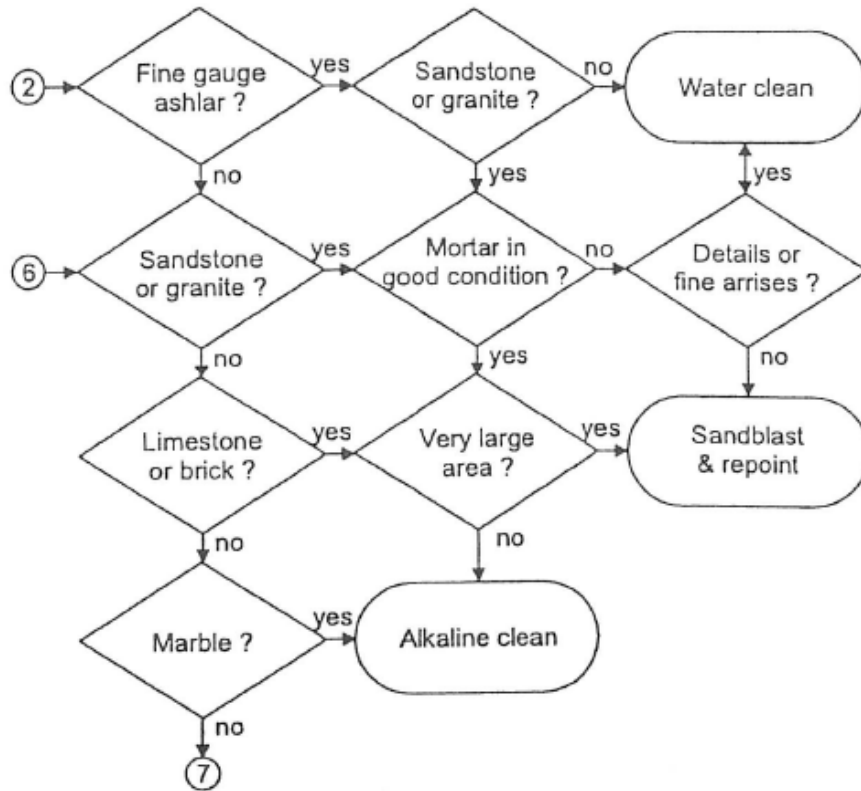 2
Fine gauge
ashlar ?
yes
Sandstone
or granite ?
no
Water clean
no
yes
yes
6
Sandstone
or granite ?
yes
Mortar in
good condition ?
no
Details or
fine arrises ?
no
yes
no
Limestone
or brick ?
yes
Very large
area ?
yes
Sandblast
& repoint
no
no
Marble ?
yes
Alkaline clean
no
7